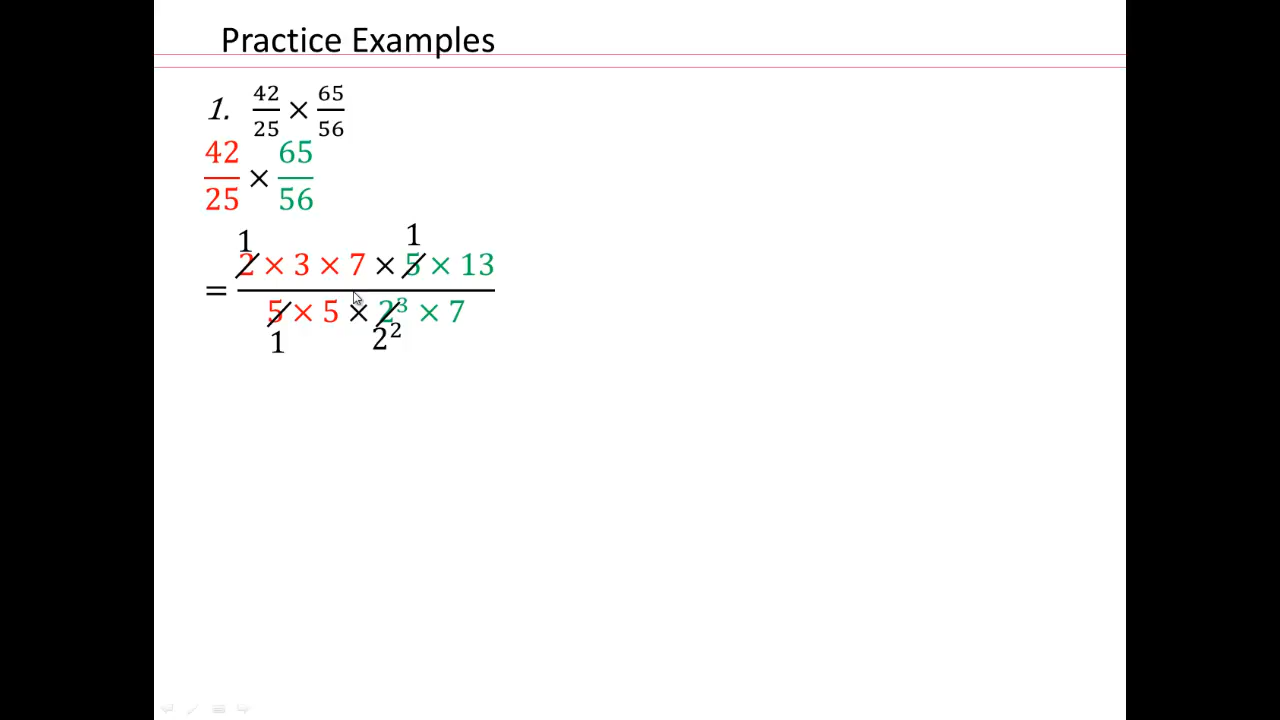 Practice Examples
1. 42/25 × 65/56
42/25 × 65/56
1 1
= 2 × 3 × 7 × 5 × 13
5 × 5 × 2³ × 7
1 2²